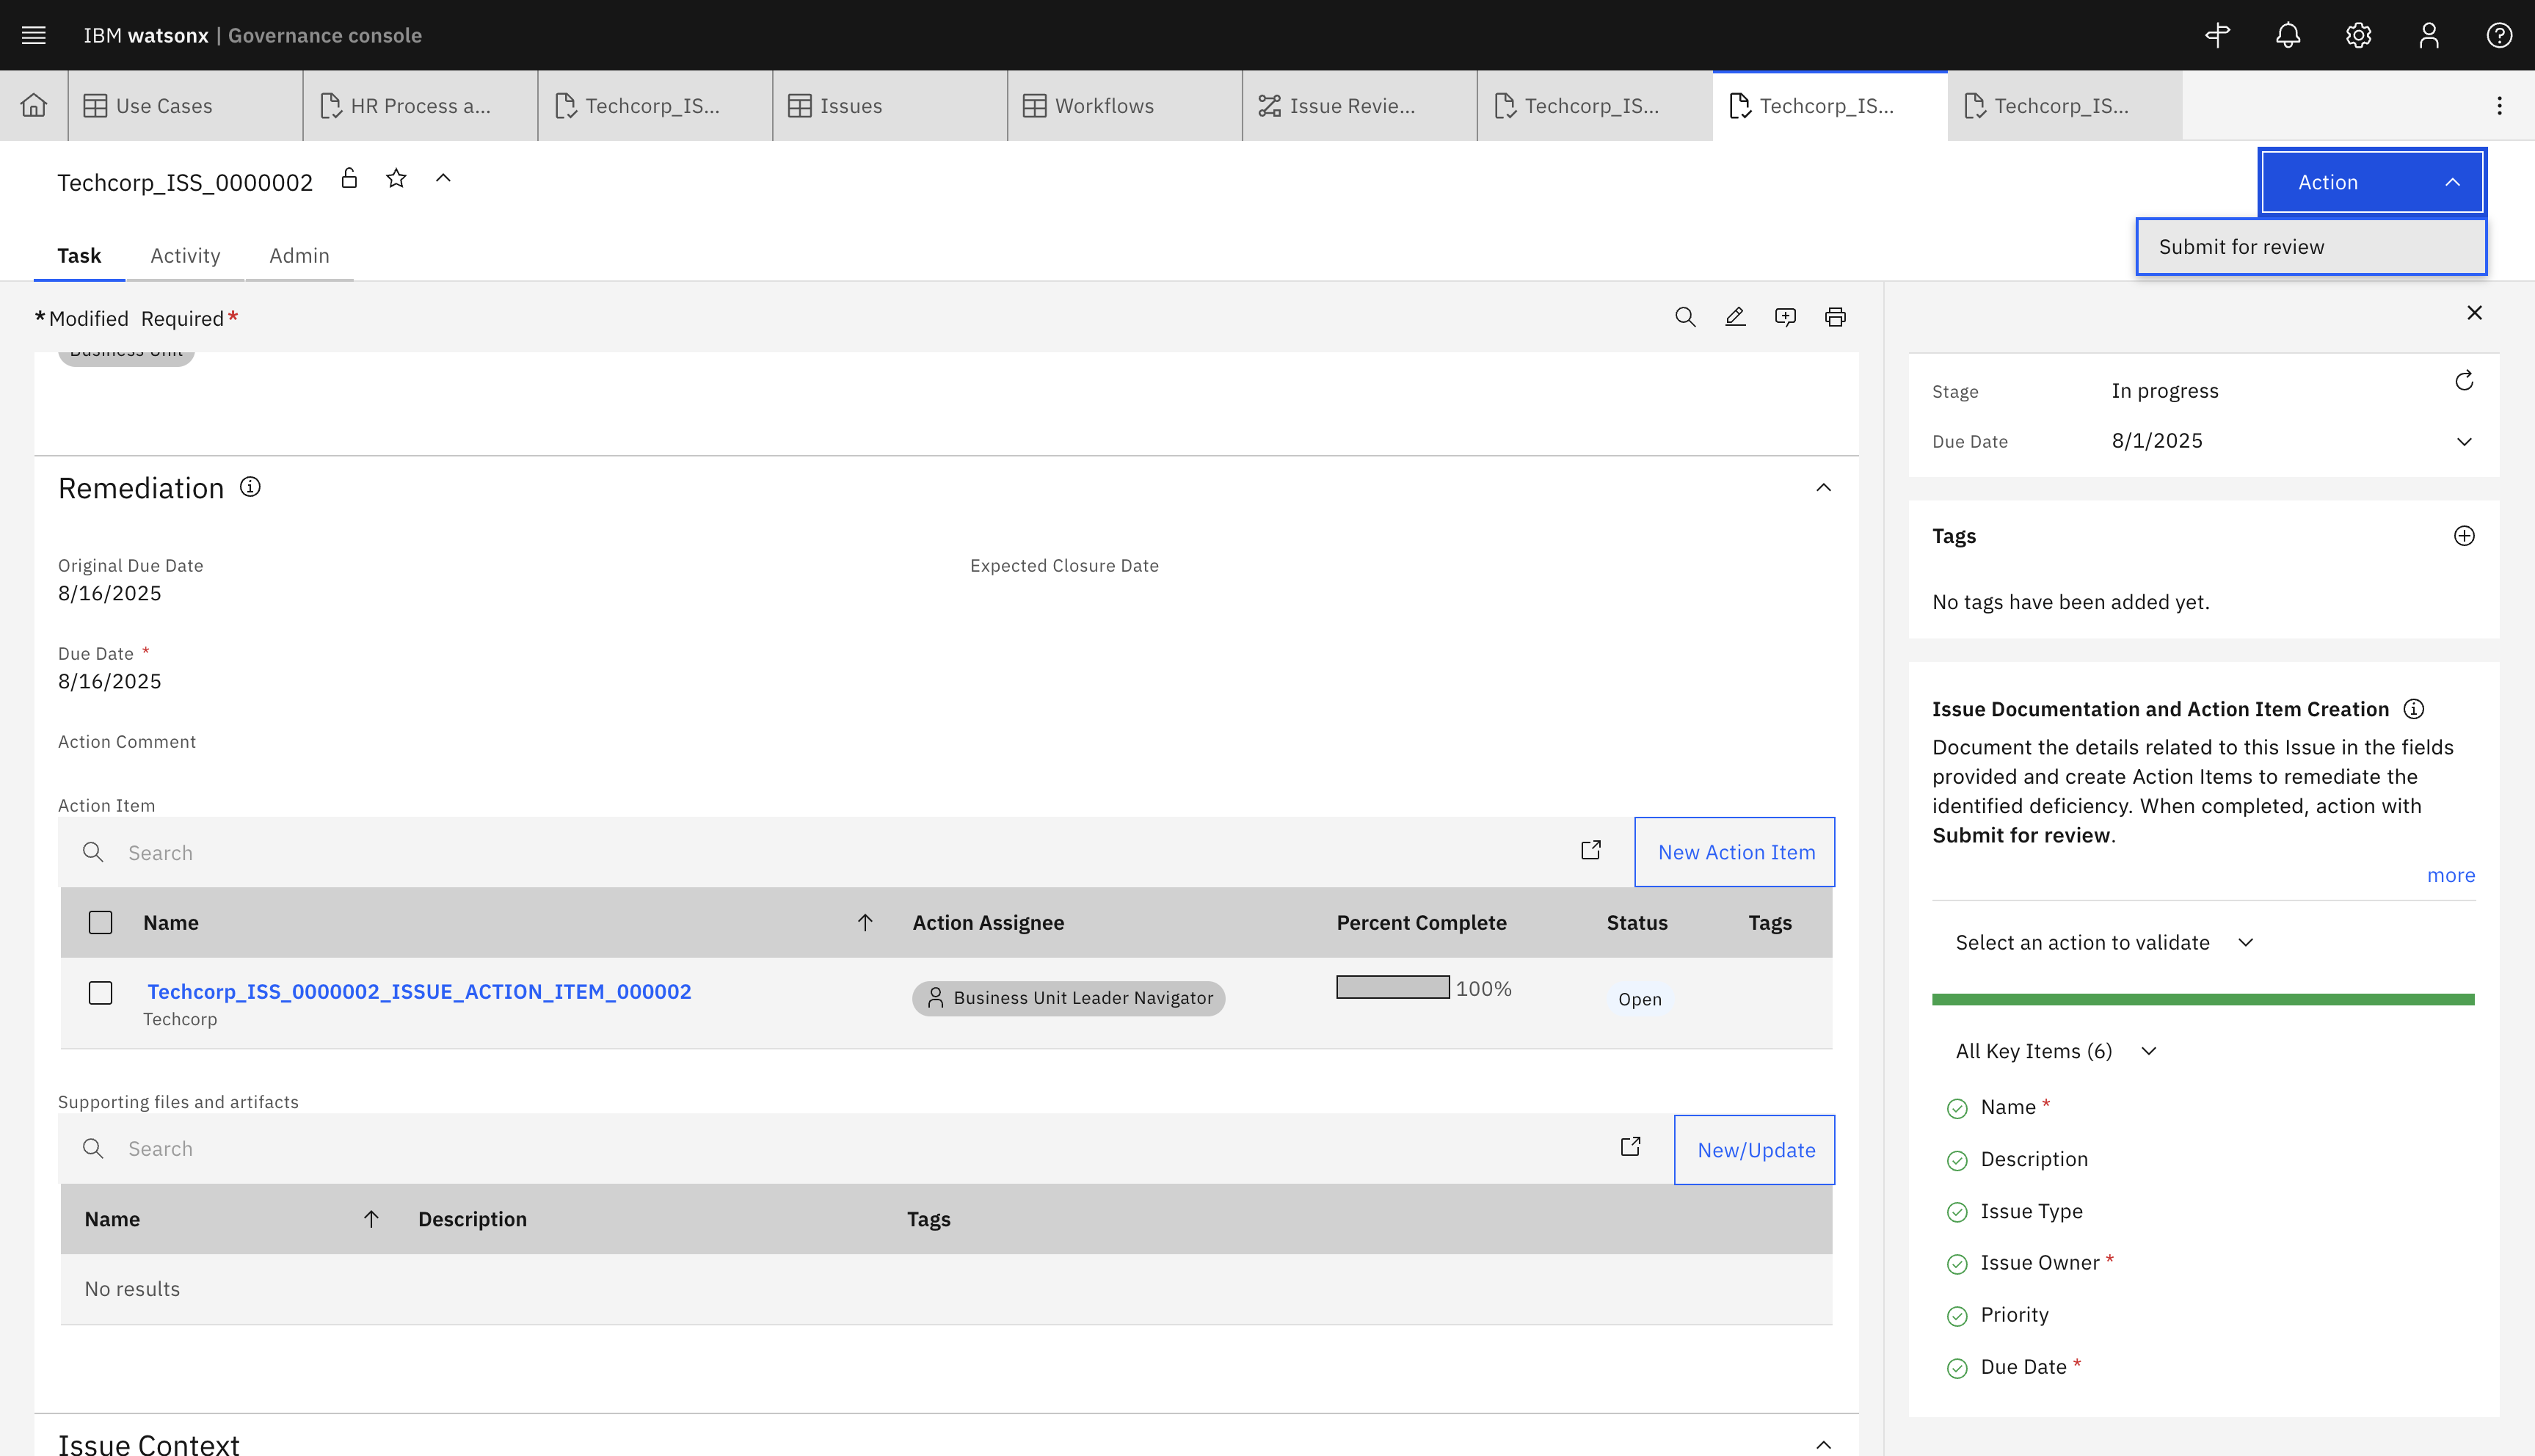 IBM watsonx | Governance console
Use Cases
HR Process a...
Techcorp_IS...
Issues
Workflows
Issue Revie...
Techcorp_IS...
Techcorp_IS...
Techcorp_IS...
Techcorp_ISS_0000002
Action
Submit for review
Task
Activity
Admin
*Modified Required*
Business Unit
Remediation
Original Due Date
8/16/2025
Expected Closure Date
Due Date *
8/16/2025
Action Comment
Action Item
Search
New Action Item
Name
Action Assignee
Percent Complete
Status
Tags
Techcorp_ISS_0000002_ISSUE_ACTION_ITEM_000002
Techcorp
Business Unit Leader Navigator
100%
Open
Supporting files and artifacts
Search
New/Update
Name
Description
Tags
No results
Issue Context
Stage
In progress
Due Date
8/1/2025
Tags
No tags have been added yet.
Issue Documentation and Action Item Creation
Document the details related to this Issue in the fields
provided and create Action Items to remediate the
identified deficiency. When completed, action with
Submit for review.
more
Select an action to validate
All Key Items (6)
Name *
Description
Issue Type
Issue Owner *
Priority
Due Date *